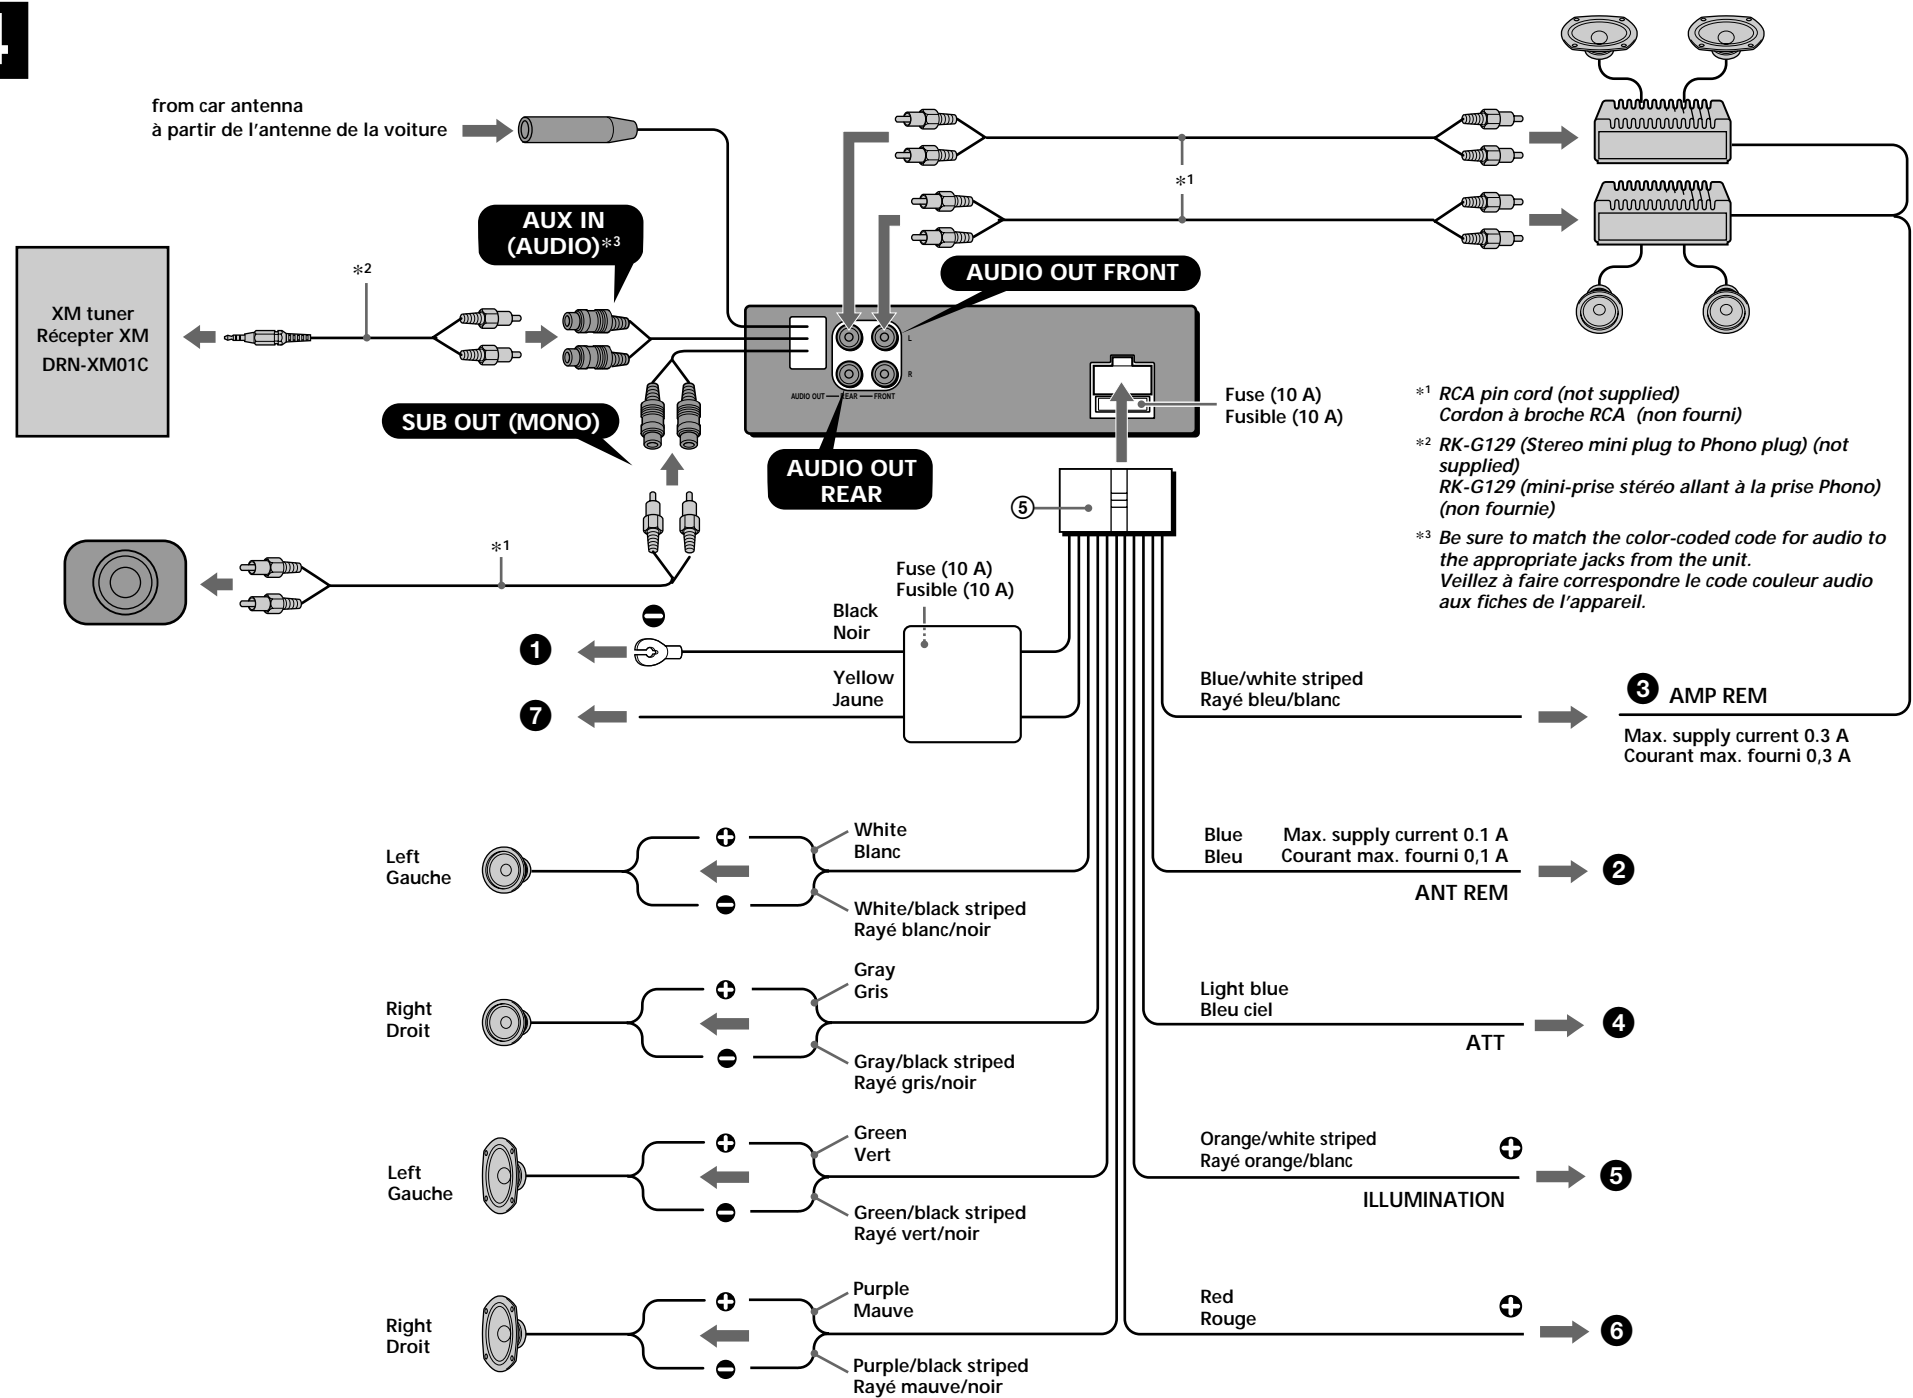 4
from car antenna
à partir de l'antenne de la voiture
*1
AUX IN
(AUDIO)*3
AUDIO OUT FRONT
*2
XM tuner
Récepter XM
DRN-XM01C
L
R
AUDIO OUT REAR FRONT
SUB OUT (MONO)
AUDIO OUT
REAR
Fuse (10 A)
Fusible (10 A)
*1 RCA pin cord (not supplied)
Cordon à broche RCA (non fourni)
*2 RK-G129 (Stereo mini plug to Phono plug) (not
supplied)
RK-G129 (mini-prise stéréo allant à la prise Phono)
(non fournie)
*3 Be sure to match the color-coded code for audio to
the appropriate jacks from the unit.
Veillez à faire correspondre le code couleur audio
aux fiches de l'appareil.
5
*1
Fuse (10 A)
Fusible (10 A)
Black
Noir
1
Yellow
Jaune
7
Blue/white striped
Rayé bleu/blanc
3 AMP REM
Max. supply current 0.3 A
Courant max. fourni 0,3 A
Left
Gauche
White
Blanc
White/black striped
Rayé blanc/noir
Blue Max. supply current 0.1 A
Bleu Courant max. fourni 0,1 A
ANT REM
2
Right
Droit
Gray
Gris
Gray/black striped
Rayé gris/noir
Light blue
Bleu ciel
ATT
4
Left
Gauche
Green
Vert
Green/black striped
Rayé vert/noir
Orange/white striped
Rayé orange/blanc
ILLUMINATION
5
Right
Droit
Purple
Mauve
Purple/black striped
Rayé mauve/noir
Red
Rouge
6